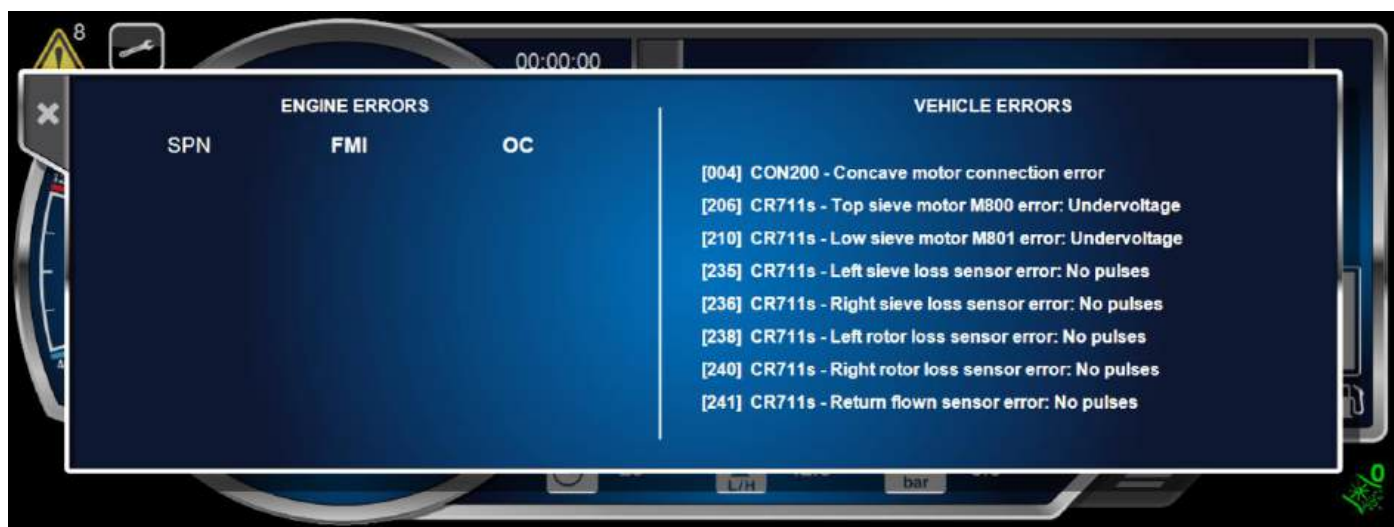 8
00:00:00
ENGINE ERRORS
SPN FMI OC
VEHICLE ERRORS
[004] CON200 - Concave motor connection error
[206] CR711s - Top sieve motor M800 error: Undervoltage
[210] CR711s - Low sieve motor M801 error: Undervoltage
[235] CR711s - Left sieve loss sensor error: No pulses
[236] CR711s - Right sieve loss sensor error: No pulses
[238] CR711s - Left rotor loss sensor error: No pulses
[240] CR711s - Right rotor loss sensor error: No pulses
[241] CR711s - Return flown sensor error: No pulses
L/H
bar